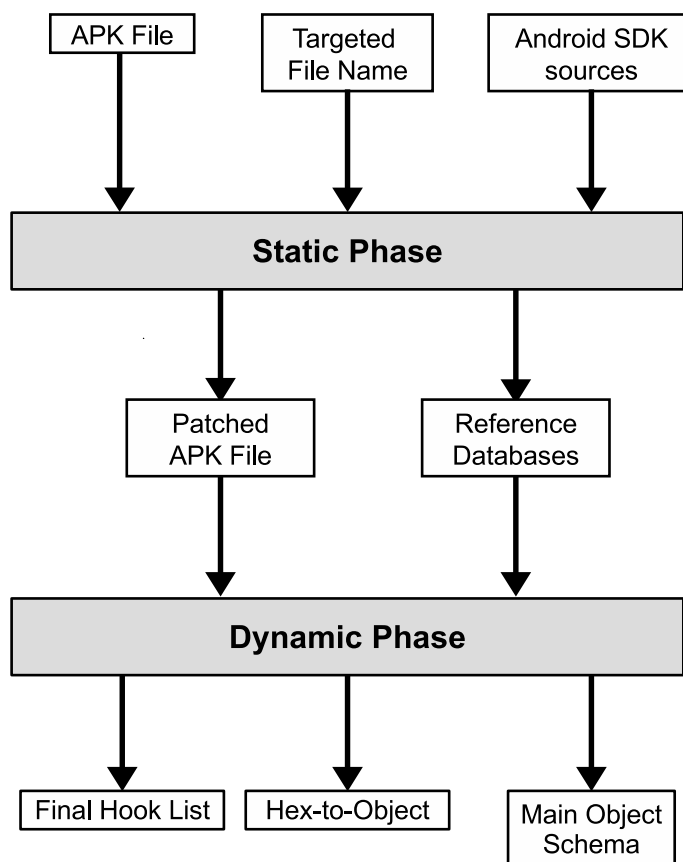 APK File
Targeted
File Name
Android SDK
sources
Static Phase
Patched
APK File
Reference
Databases
Dynamic Phase
Final Hook List
Hex-to-Object
Main Object
Schema